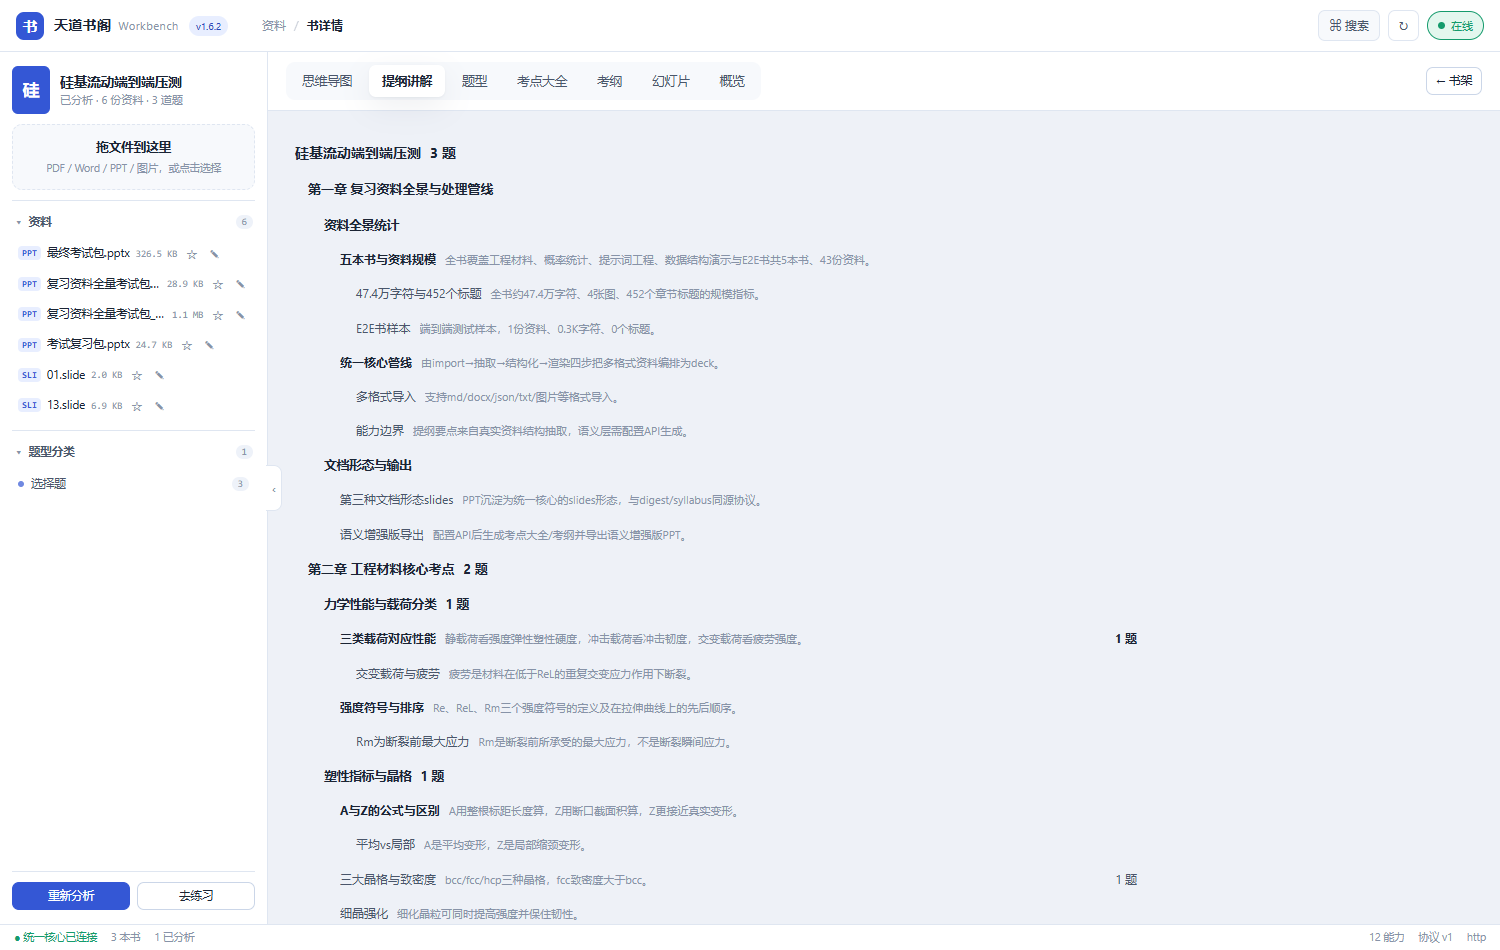 书 天道书阁 Workbench v1.6.2 资料 / 书详情 ⌘ 搜索 ↻ 在线
硅 硅基流动端到端压测
已分析 · 6 份资料 · 3 道题
拖文件到这里
PDF / Word / PPT / 图片，或点击选择
资料 6
PPT 最终考试包.pptx 326.5 KB ☆ ✎
PPT 复习资料全量考试包... 28.9 KB ☆ ✎
PPT 复习资料全量考试包_... 1.1 MB ☆ ✎
PPT 考试复习包.pptx 24.7 KB ☆ ✎
SLI 01.slide 2.0 KB ☆ ✎
SLI 13.slide 6.9 KB ☆ ✎
题型分类 1
选择题 3
重新分析 去练习
思维导图 提纲讲解 题型 考点大全 考纲 幻灯片 概览 ← 书架
硅基流动端到端压测 3 题
第一章 复习资料全景与处理管线
资料全景统计
五本书与资料规模 全书覆盖工程材料、概率统计、提示词工程、数据结构演示与E2E书共5本书、43份资料。
47.4万字符与452个标题 全书约47.4万字符、4张图、452个章节标题的规模指标。
E2E书样本 端到端测试样本，1份资料、0.3K字符、0个标题。
统一核心管线 由import→抽取→结构化→渲染四步把多格式资料编排为deck。
多格式导入 支持md/docx/json/txt/图片等格式导入。
能力边界 提纲要点来自真实资料结构抽取，语义层需配置API生成。
文档形态与输出
第三种文档形态slides PPT沉淀为统一核心的slides形态，与digest/syllabus同源协议。
语义增强版导出 配置API后生成考点大全/考纲并导出语义增强版PPT。
第二章 工程材料核心考点 2 题
力学性能与载荷分类 1 题
三类载荷对应性能 静载荷看强度弹性塑性硬度，冲击载荷看冲击韧度，交变载荷看疲劳强度。 1 题
交变载荷与疲劳 疲劳是材料在低于ReL的重复交变应力作用下断裂。
强度符号与排序 Re、ReL、Rm三个强度符号的定义及在拉伸曲线上的先后顺序。
Rm为断裂前最大应力 Rm是断裂前所承受的最大应力，不是断裂瞬间应力。
塑性指标与晶格 1 题
A与Z的公式与区别 A用整根标距长度算，Z用断口截面积算，Z更接近真实变形。
平均vs局部 A是平均变形，Z是局部缩颈变形。
三大晶格与致密度 bcc/fcc/hcp三种晶格，fcc致密度大于bcc。 1 题
细晶强化 细化晶粒可同时提高强度并保住韧性。
统一核心已连接 3 本书 1 已分析 12 能力 协议 v1 http